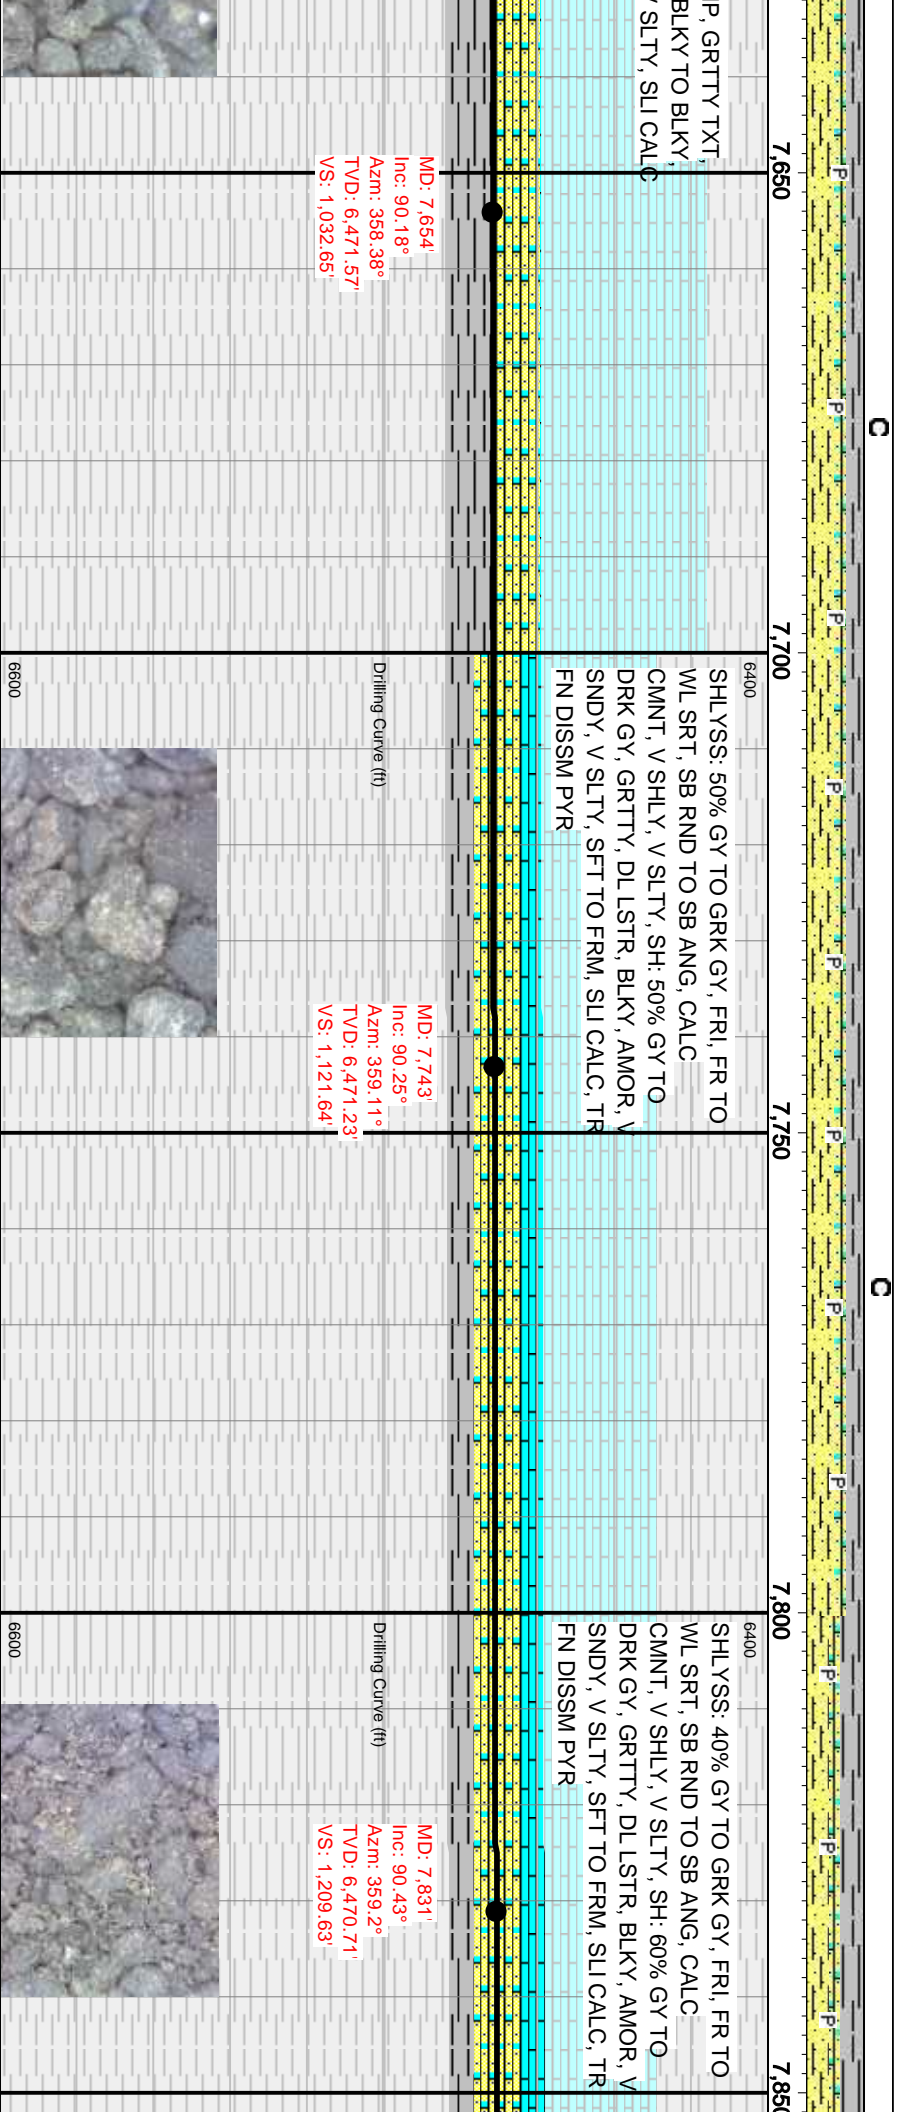 IP, GRTTY TXT,
BLKY TO BLKY,
V SLTY, SLI CALC
7,650
P
MD: 7,654'
Inc: 90.18°
Azm: 358.38°
TVD: 6,471.57'
VS: 1,032.65'
P
C
P
7,700
6400
Drilling Curve (ft)
6600
SHLYSS: 50% GY TO GRK GY, FRI, FR TO
WL SRT, SB RND TO SB ANG, CALC
CMNT, V SHLY, V SLTY, SH: 50% GY TO
DRK GY, GRTTY, DL LSTR, BLKY, AMOR, V
SNDY, V SLTY, SFT TO FRM, SLI CALC, TR
FN DISSM PYR
P
P
MD: 7,743'
Inc: 90.25°
Azm: 359.11°
TVD: 6,471.23'
VS: 1,121.64'
7,750
P
C
P
P
7,800
6400
Drilling Curve (ft)
6600
SHLYSS: 40% GY TO GRK GY, FRI, FR TO
WL SRT, SB RND TO SB ANG, CALC
CMNT, V SHLY, V SLTY, SH: 60% GY TO
DRK GY, GRTTY, DL LSTR, BLKY, AMOR, V
SNDY, V SLTY, SFT TO FRM, SLI CALC, TR
FN DISSM PYR
P
P
MD: 7,831'
Inc: 90.43°
Azm: 359.2°
TVD: 6,470.71'
VS: 1,209.63'
P
7,850